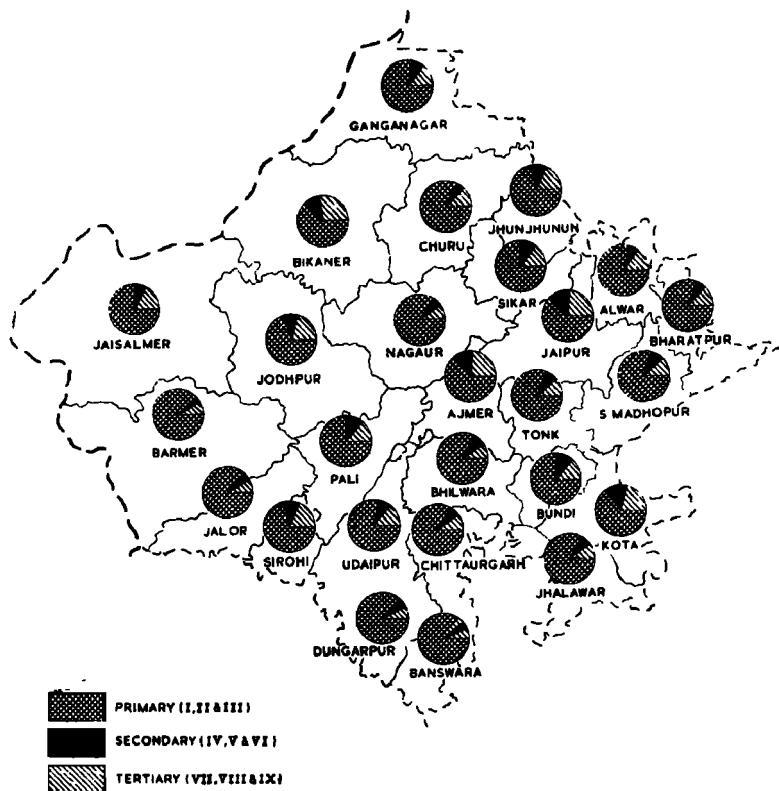 GANGANAGAR
JHUNJHUNUN
CHURU
BIKANER
SIKAR
ALWAR
BHARATPUR
JAISALMER
NAGAUR
JAIPUR
JODHPUR
AJMER
S MADHOPUR
TONK
BARMER
PALI
BHILWARA
BUNDI
JALOR
KOTA
SIROHI
UDAIPUR
CHITTAURGARH
JHALAWAR
DUNGARPUR
BANSWARA
PRIMARY (I,II & III)
SECONDARY (IV, V & VI)
TERTIARY (VII, VIII & IX)